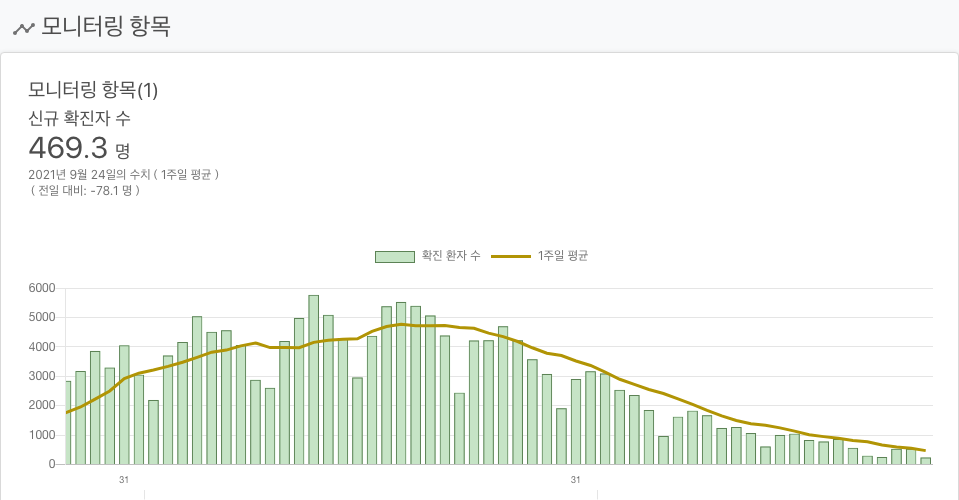 모니터링 항목
모니터링 항목(1)
신규 확진자 수
469.3 명
2021년 9월 24일의 수치 ( 1주일 평균 )
( 전일 대비: -78.1 명 )
확진 환자 수 1주일 평균
6000
5000
4000
3000
2000
1000
0
31 31